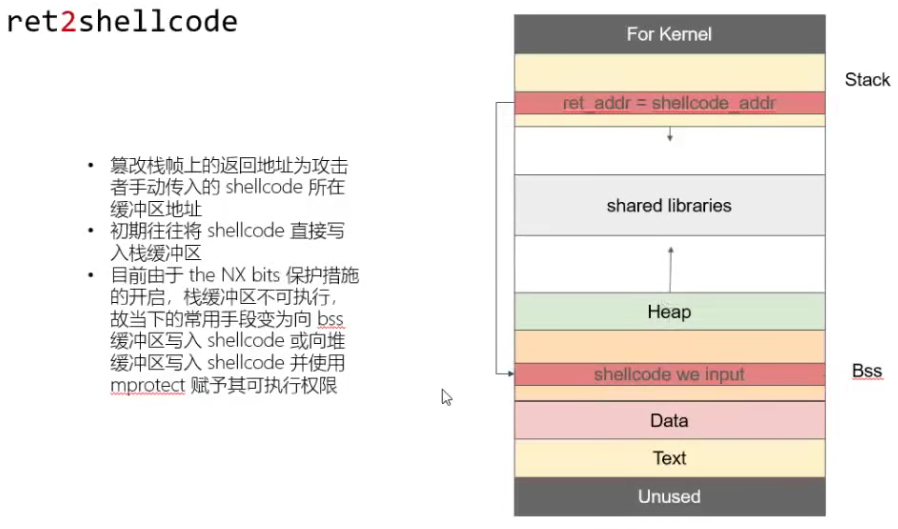 ret2shellcode
• 篡改栈帧上的返回地址为攻击
者手动传入的 shellcode 所在
缓冲区地址
• 初期往往将 shellcode 直接写
入栈缓冲区
• 目前由于 the NX bits 保护措施
的开启，栈缓冲区不可执行，
故当下的常用手段变为向 bss
缓冲区写入 shellcode 或向堆
缓冲区写入 shellcode 并使用
mprotect 赋予其可执行权限
For Kernel
Stack
ret_addr = shellcode_addr
shared libraries
Heap
shellcode we input
Bss
Data
Text
Unused